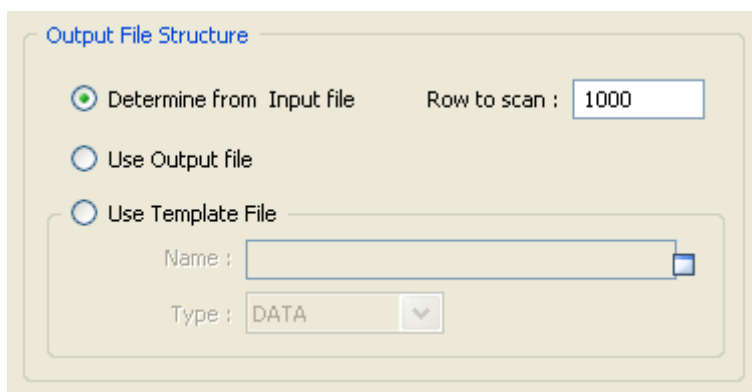 Output File Structure
Determine from Input file Row to scan : 1000
Use Output file
Use Template File
Name :
Type : DATA